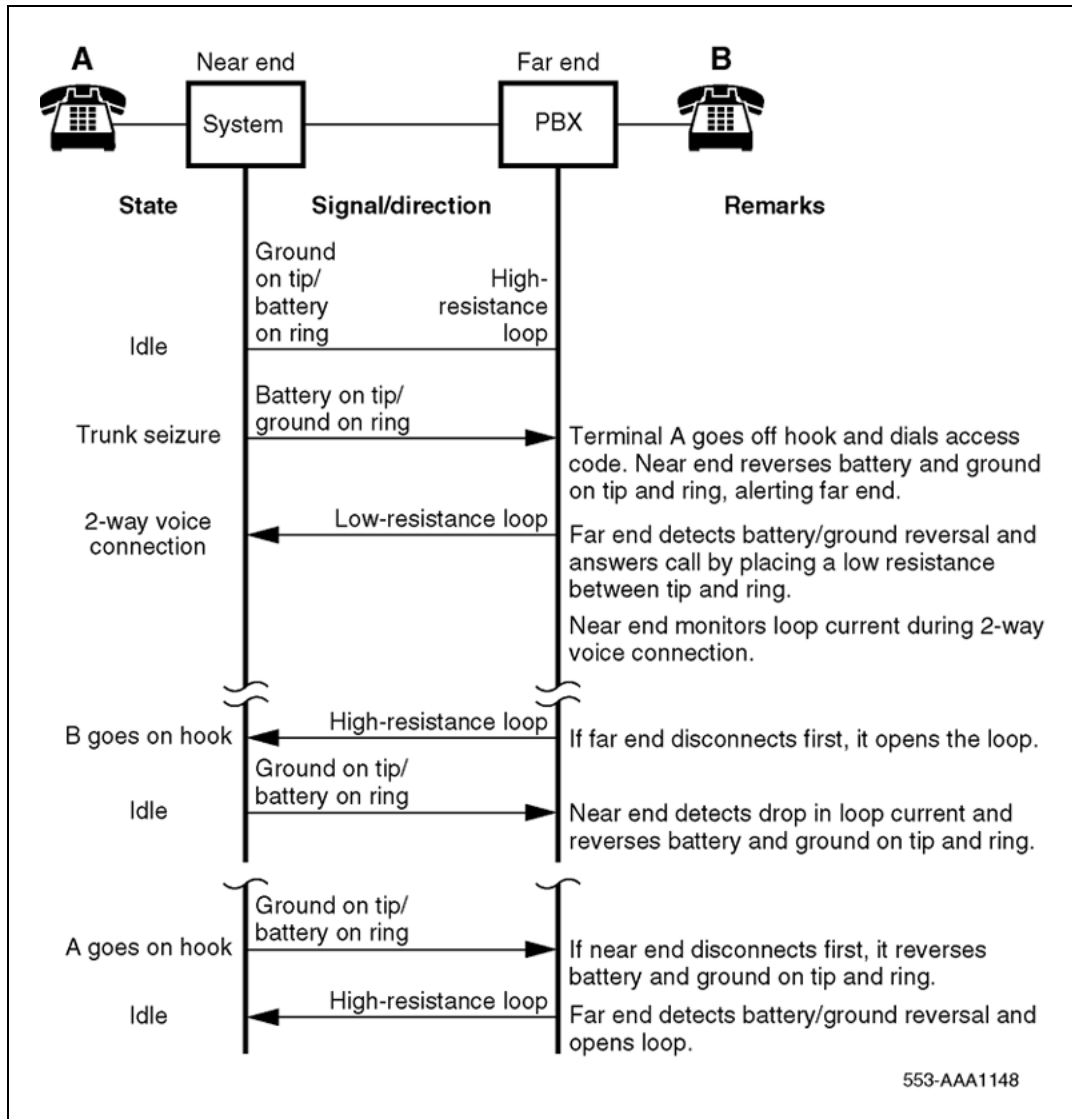 A
Near end
Far end
B
System
PBX
State
Signal/direction
Remarks
Ground
on tip/
battery
on ring
High-
resistance
loop
Idle
Battery on tip/
ground on ring
Trunk seizure
Terminal A goes off hook and dials access
code. Near end reverses battery and ground
on tip and ring, alerting far end.
2-way voice
connection
Low-resistance loop
Far end detects battery/ground reversal and
answers call by placing a low resistance
between tip and ring.
Near end monitors loop current during 2-way
voice connection.
B goes on hook
High-resistance loop
If far end disconnects first, it opens the loop.
Ground on tip/
battery on ring
Idle
Near end detects drop in loop current and
reverses battery and ground on tip and ring.
Ground on tip/
battery on ring
A goes on hook
If near end disconnects first, it reverses
battery and ground on tip and ring.
High-resistance loop
Idle
Far end detects battery/ground reversal and
opens loop.
553-AAA1148